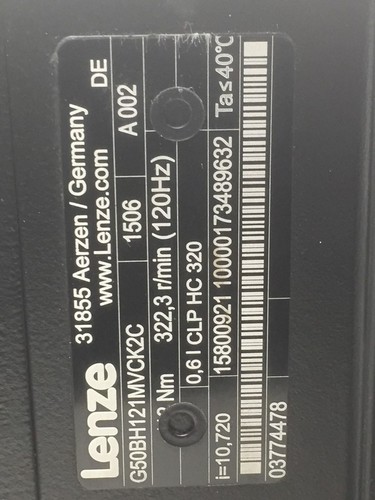 Lenze
31855 Aerzen / Germany
www.Lenze.com
DE
G50BH121MVCK2C 1506 A 002
Nm 322,3 r/min (120Hz)
0,6 l CLP HC 320
i=10,720 15800921 10000173489632 Ta≤40°C
03774478